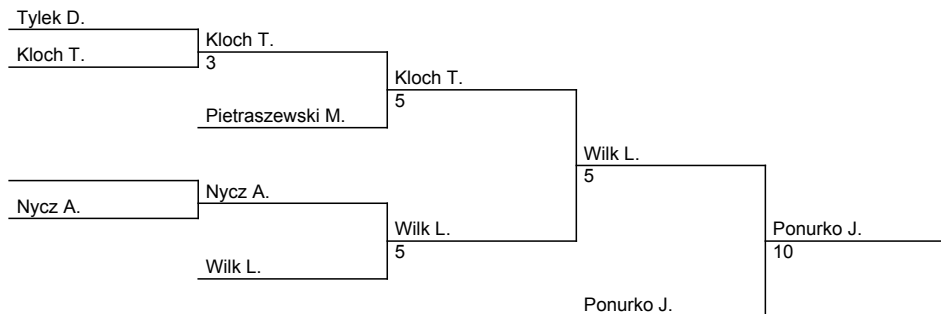 Tylek D.
Kloch T.
Kloch T.
3
Kloch T.
5
Pietraszewski M.
Wilk L.
5
Nycz A.
Nycz A.
Wilk L.
5
Ponurko J.
10
Wilk L.
Ponurko J.